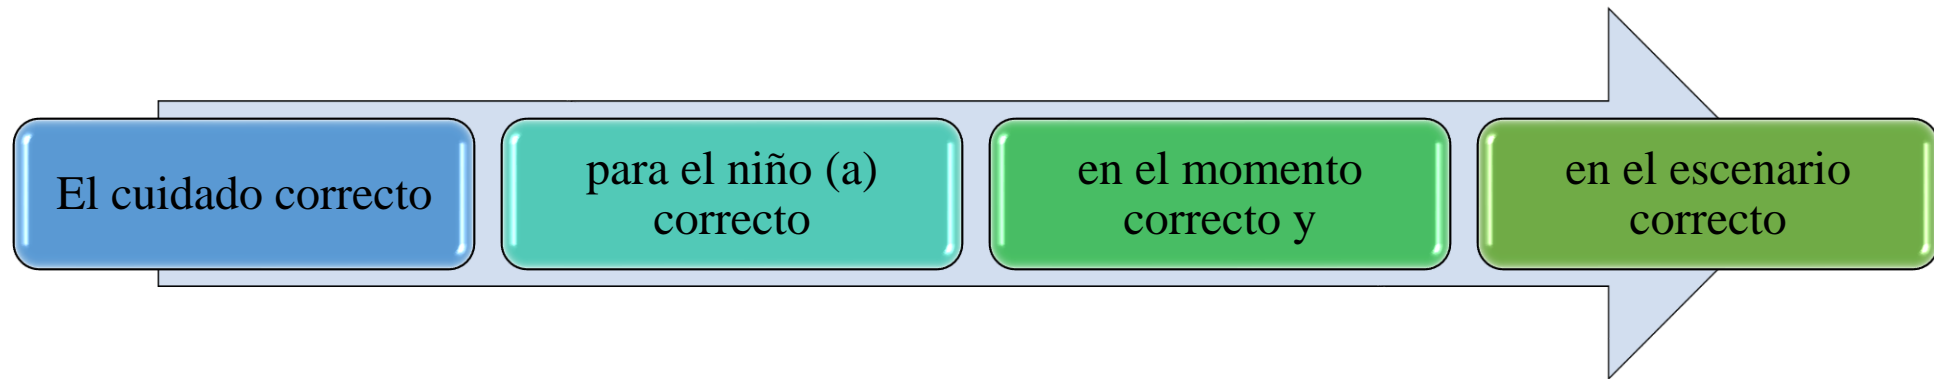 El cuidado correcto
para el niño (a)
correcto
en el momento
correcto y
en el escenario
correcto